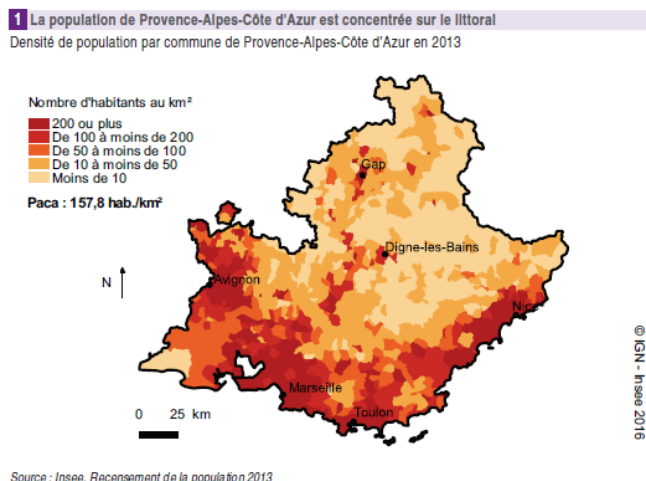 1 La population de Provence-Alpes-Côte d'Azur est concentrée sur le littoral
Densité de population par commune de Provence-Alpes-Côte d'Azur en 2013
Nombre d'habitants au km²
200 ou plus
De 100 à moins de 200
De 50 à moins de 100
De 10 à moins de 50
Moins de 10
Paca : 157,8 hab./km²
Gap
Digne-les-Bains
N
Avignon
Nice
Marseille
Toulon
0 25 km
© IGN - Insee 2016
Source : Insee, Recensement de la population 2013